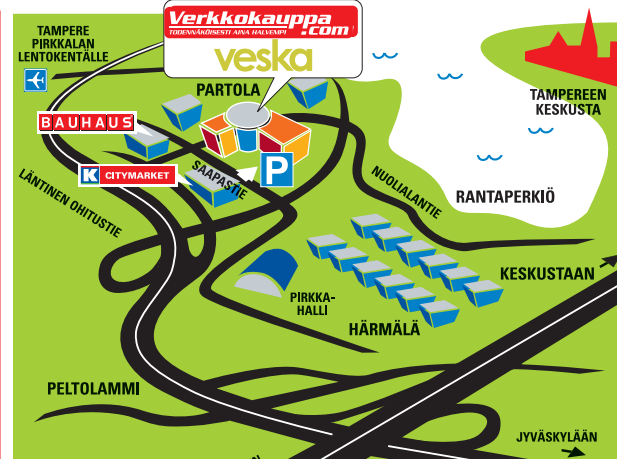 Verkkokauppa
.com
TODENNÄKÖISESTI AINA HALVEMPI
veska
TAMPERE
PIRKKALAN
LENTOKENTÄLLE
PARTOLA
TAMPEREEN
KESKUSTA
BAUHAUS
K CITYMARKET
SAAPASTIE
P
NUOLIALANTIE
LÄNTINEN OHITUSTIE
RANTAPERKIÖ
KESKUSTAAN
PIRKKA-
HALLI
HÄRMÄLÄ
PELTOLAMMI
JYVÄSKYLÄÄN